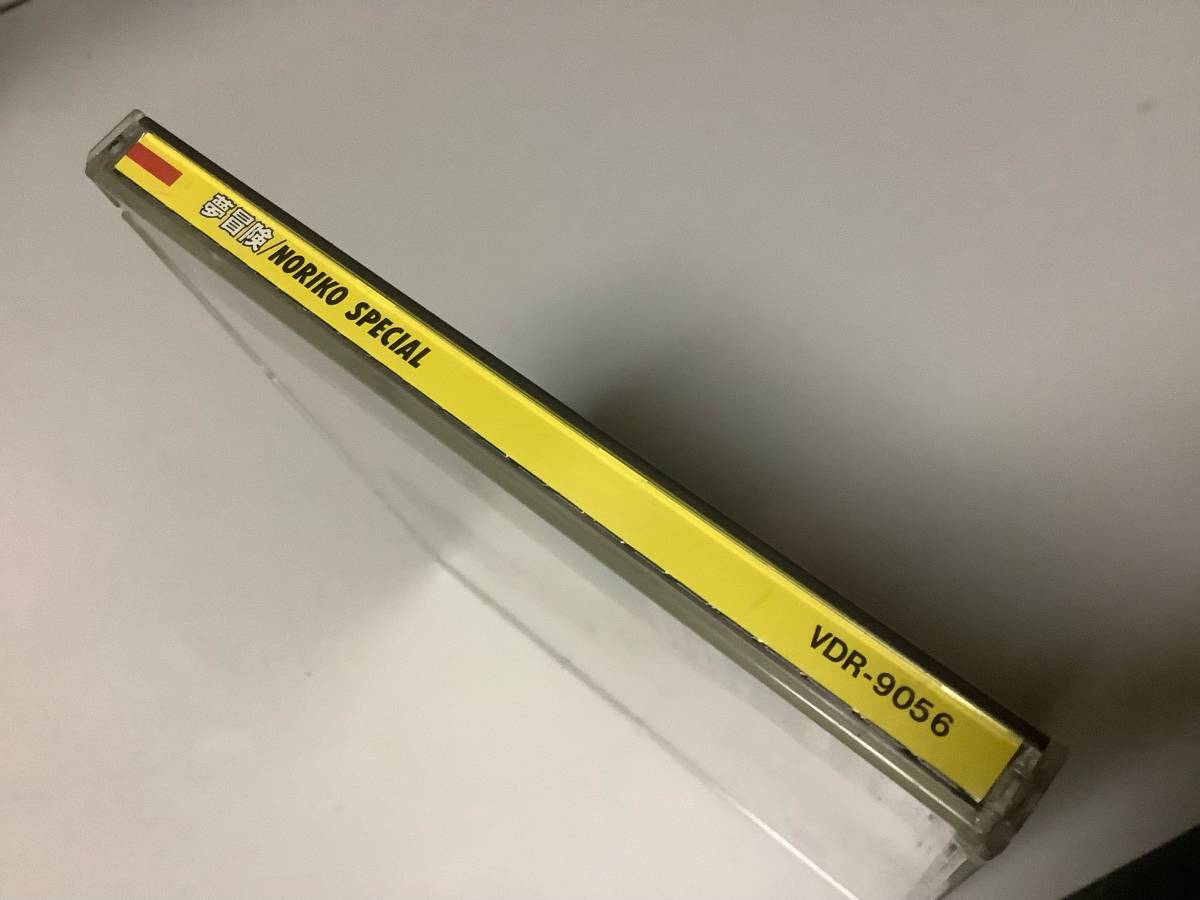 夢冒険/NORIKO SPECIAL
VDR-9056